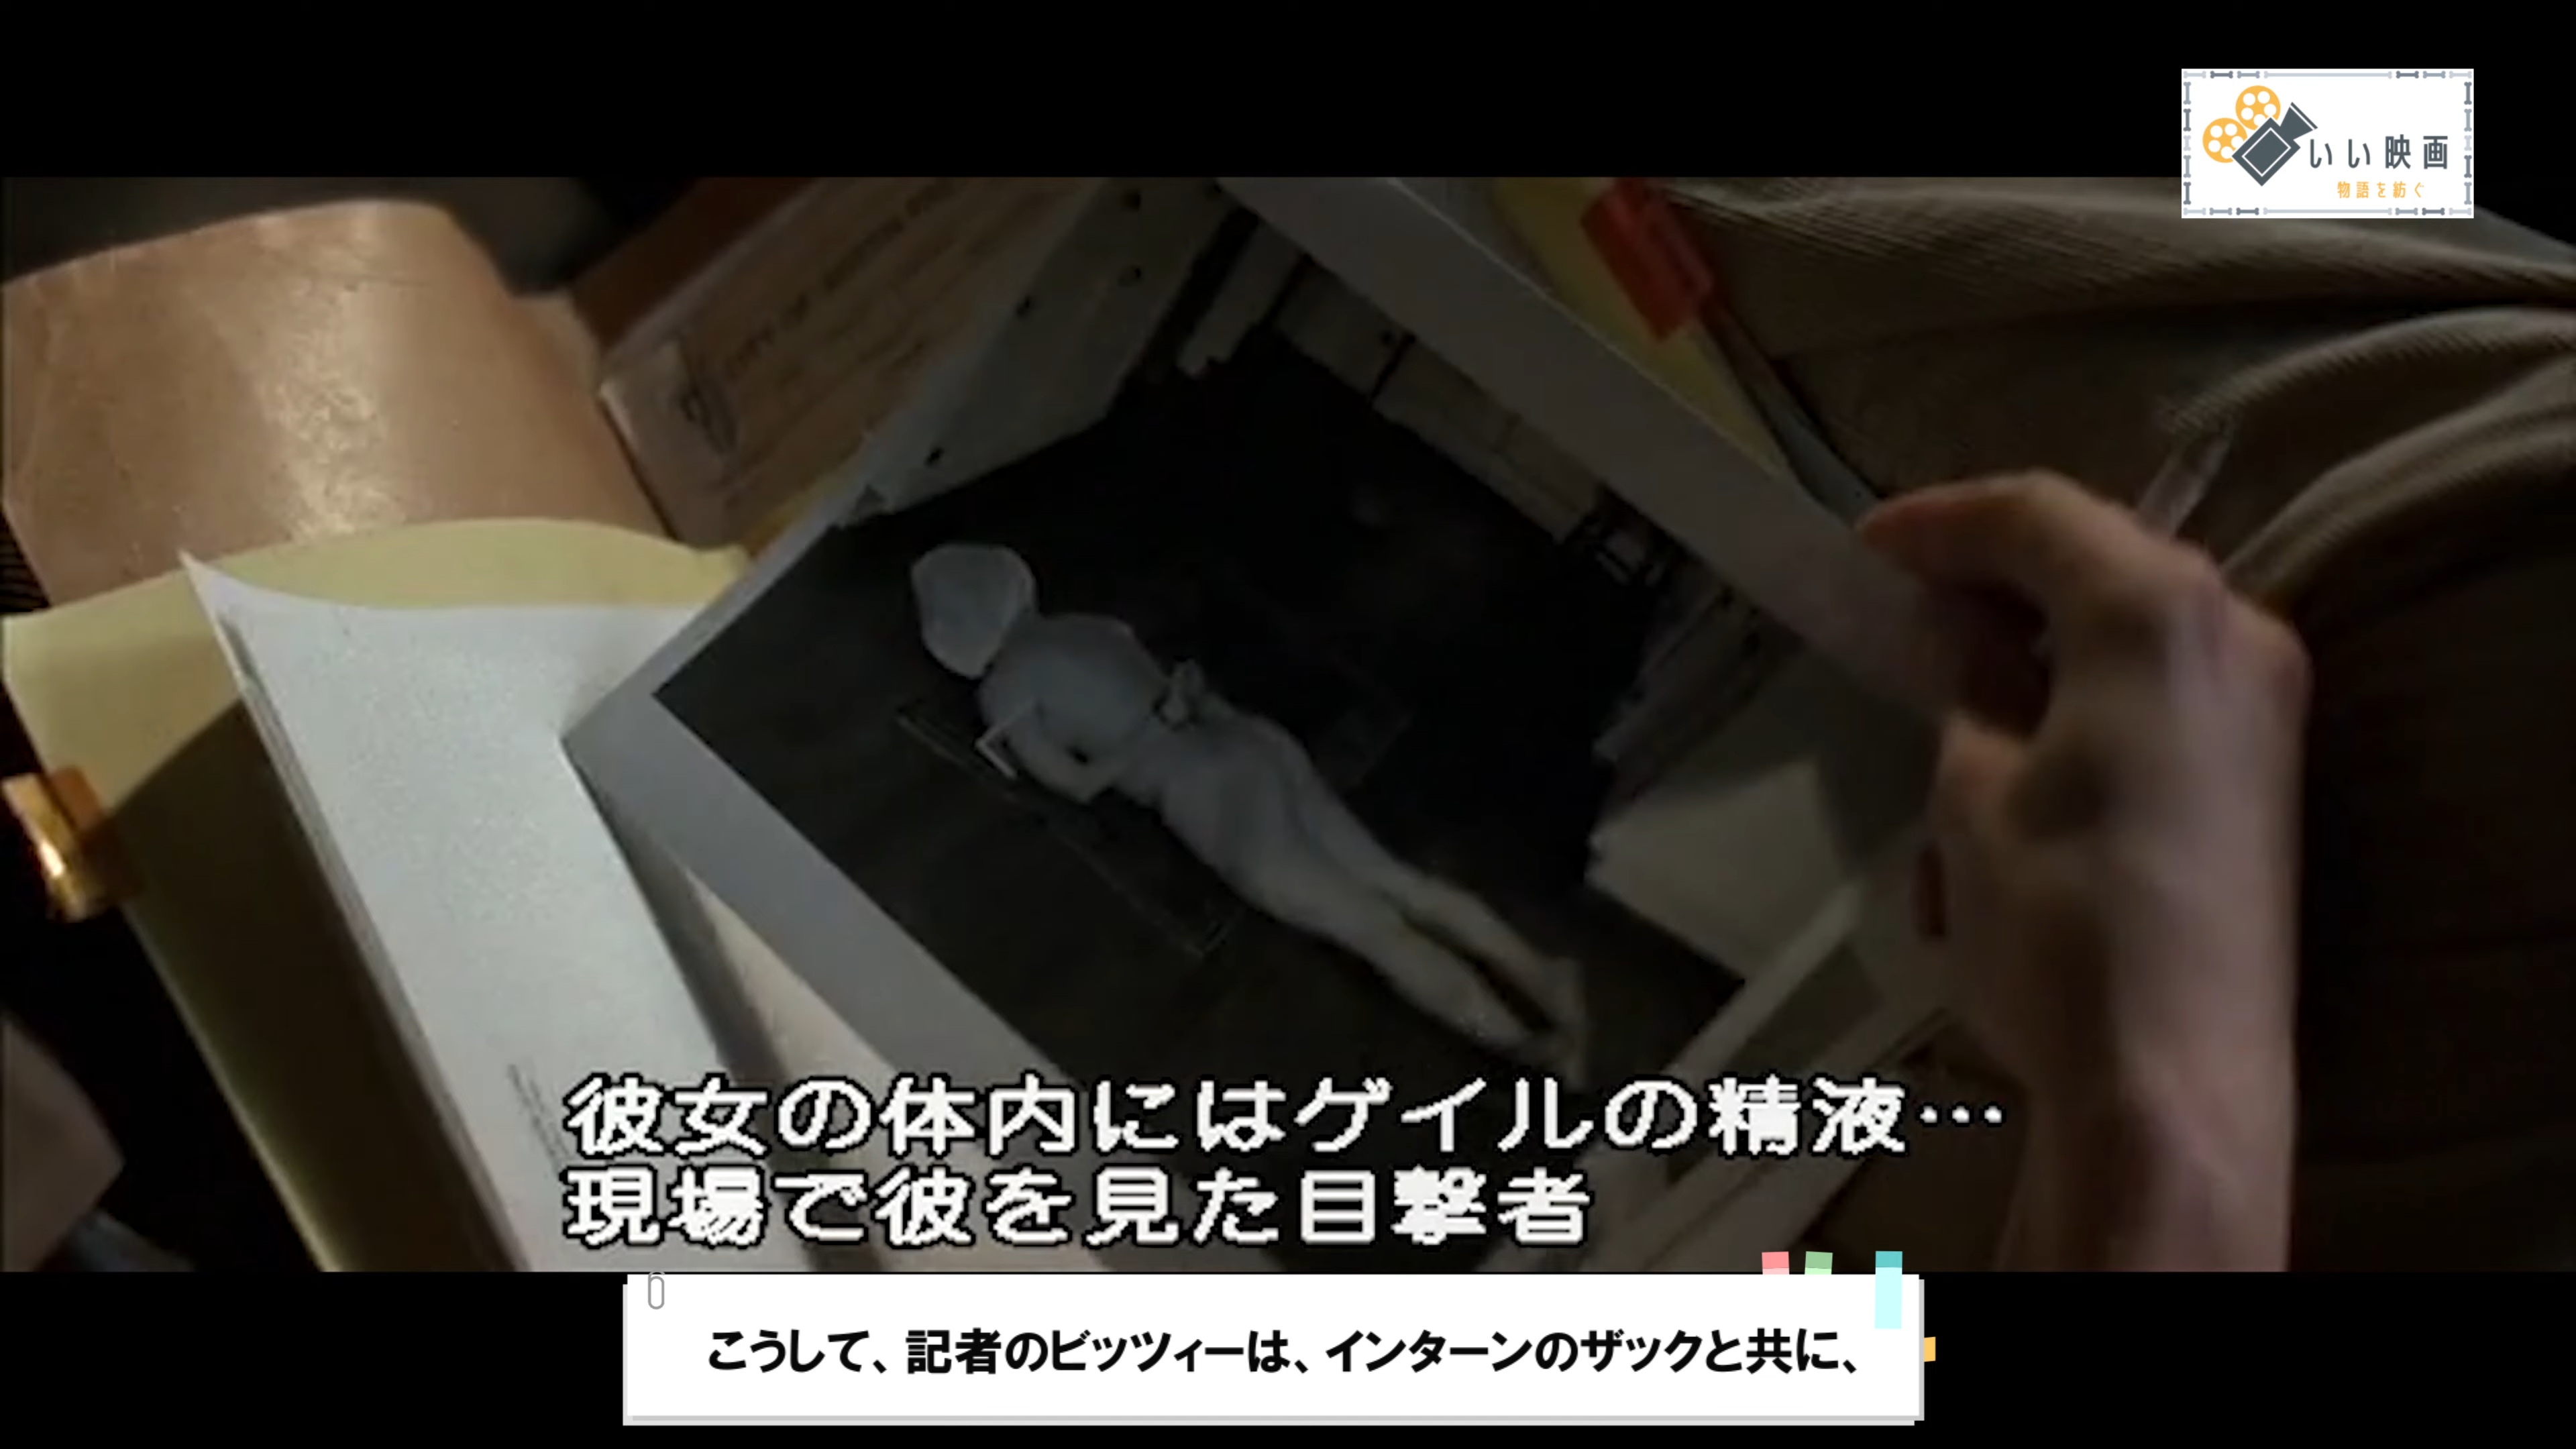 いい映画
物語を紡ぐ
彼女の体内にはゲイルの精液…
現場で彼を見た目撃者
こうして、記者のビッツィーは、インターンのザックと共に、